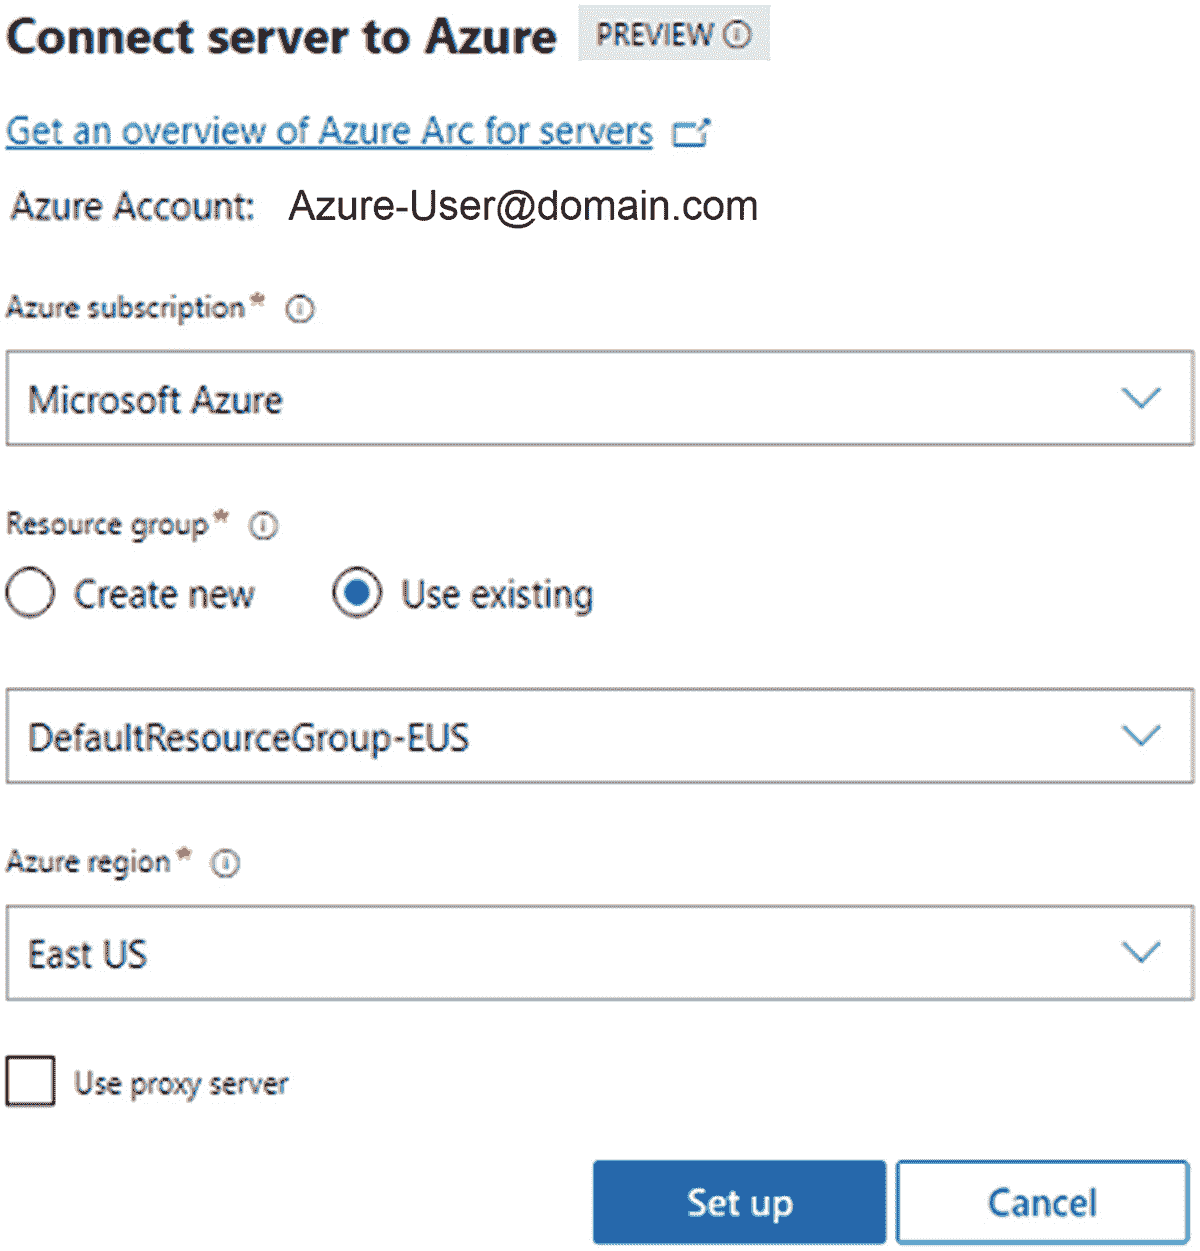 Connect server to Azure PREVIEW
Get an overview of Azure Arc for servers
Azure Account: Azure-User@domain.com
Azure subscription*
Microsoft Azure
Resource group*
Create new Use existing
DefaultResourceGroup-EUS
Azure region*
East US
Use proxy server
Set up Cancel